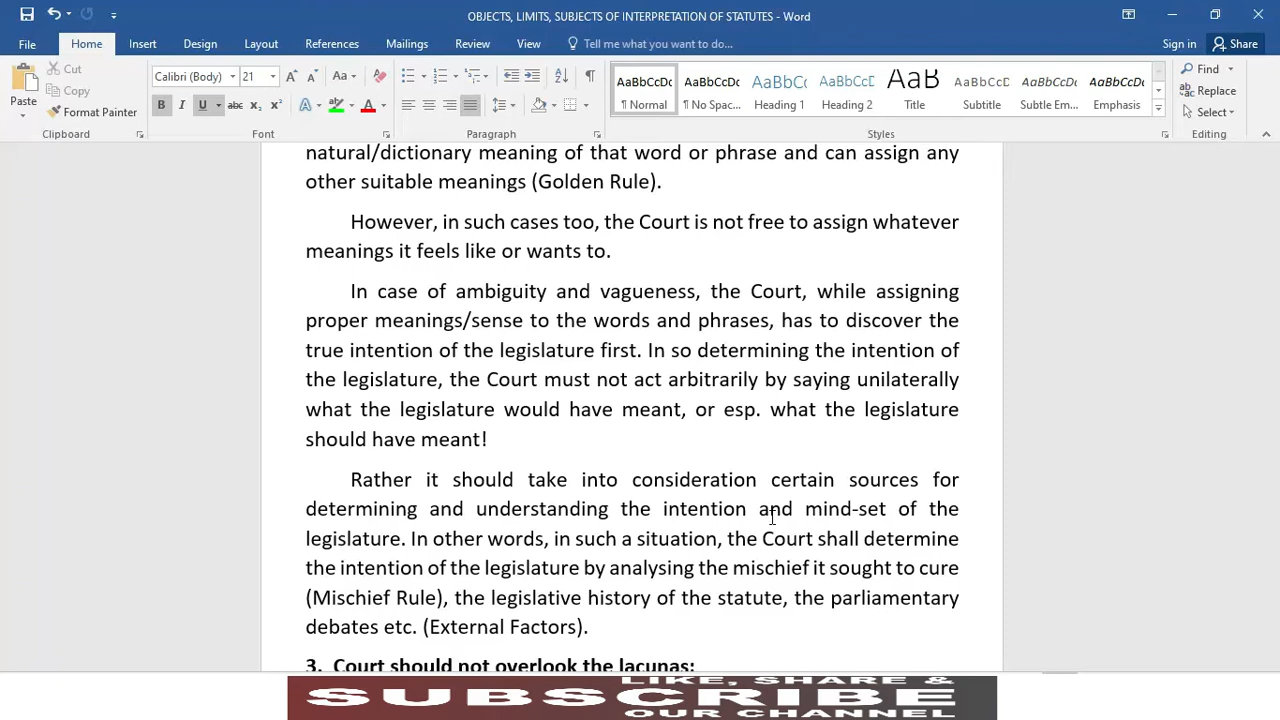 OBJECTS, LIMITS, SUBJECTS OF INTERPRETATION OF STATUTES - Word
File Home Insert Design Layout References Mailings Review View Tell me what you want to do... Sign in Share
Paste Cut Copy Format Painter Clipboard
Calibri (Body) 21 Aa B I U abc x₂ x² A A Font
Paragraph
AaBbCcDc AaBbCcDc AaBbCc AaBbCcD AaB AaBbCcD AaBbCcDc AaBbCcDc
¶ Normal ¶ No Spac... Heading 1 Heading 2 Title Subtitle Subtle Em... Emphasis
Styles
Find Replace Select Editing
natural/dictionary meaning of that word or phrase and can assign any
other suitable meanings (Golden Rule).
However, in such cases too, the Court is not free to assign whatever
meanings it feels like or wants to.
In case of ambiguity and vagueness, the Court, while assigning
proper meanings/sense to the words and phrases, has to discover the
true intention of the legislature first. In so determining the intention of
the legislature, the Court must not act arbitrarily by saying unilaterally
what the legislature would have meant, or esp. what the legislature
should have meant!
Rather it should take into consideration certain sources for
determining and understanding the intention and mind-set of the
legislature. In other words, in such a situation, the Court shall determine
the intention of the legislature by analysing the mischief it sought to cure
(Mischief Rule), the legislative history of the statute, the parliamentary
debates etc. (External Factors).
3. Court should not overlook the lacunas:
LIKE, SHARE &
SUBSCRIBE
OUR CHANNEL